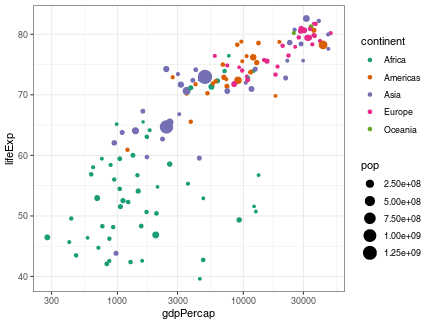 80
70
60
50
40
lifeExp
300
1000
3000
10000
30000
gdpPercap
continent
Africa
Americas
Asia
Europe
Oceania
pop
2.50e+08
5.00e+08
7.50e+08
1.00e+09
1.25e+09